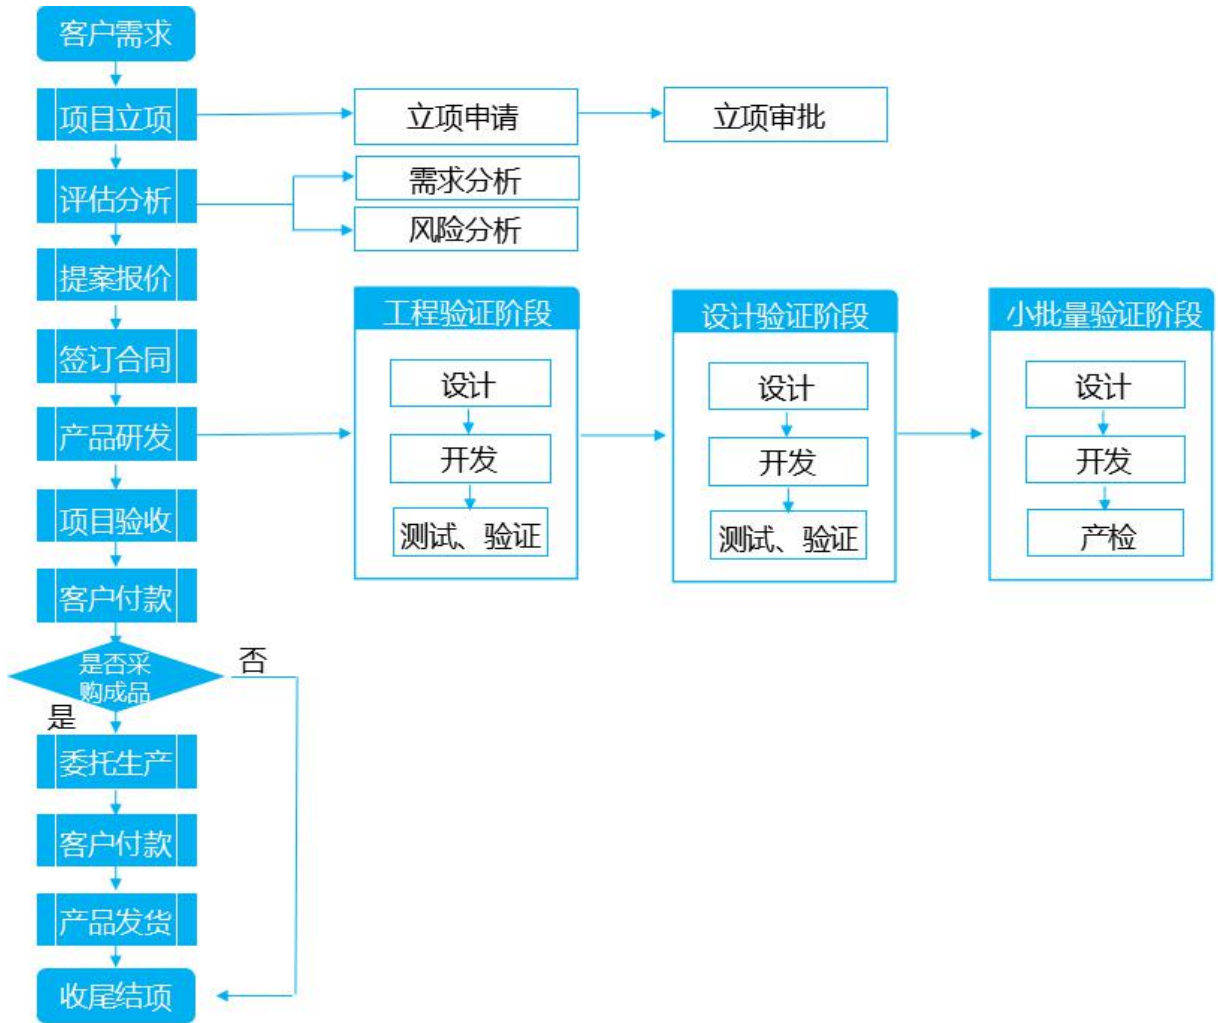 客户需求
项目立项
立项申请
立项审批
评估分析
需求分析
风险分析
提案报价
签订合同
产品研发
工程验证阶段
设计
开发
测试、验证
设计验证阶段
设计
开发
测试、验证
小批量验证阶段
设计
开发
产检
项目验收
客户付款
是否采
购成品
否
是
委托生产
客户付款
产品发货
收尾结项